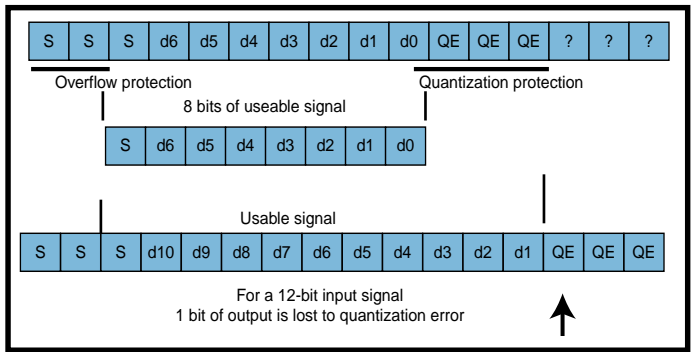 S S S d6 d5 d4 d3 d2 d1 d0 QE QE QE ? ? ?
Overflow protection Quantization protection
8 bits of useable signal
S d6 d5 d4 d3 d2 d1 d0
Usable signal
S S S d10 d9 d8 d7 d6 d5 d4 d3 d2 d1 QE QE QE
For a 12-bit input signal
1 bit of output is lost to quantization error